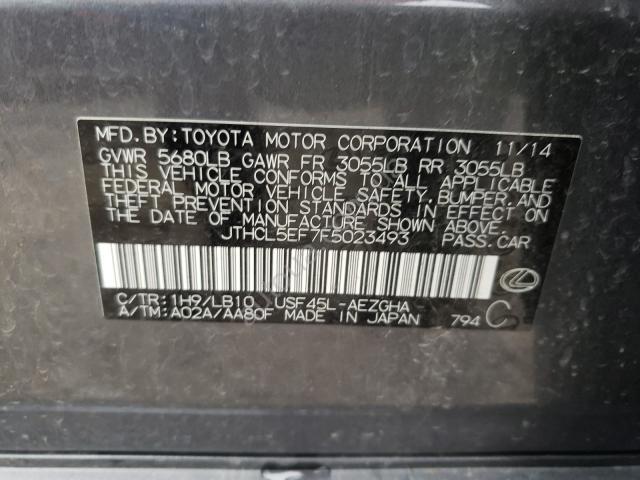 MFD. BY: TOYOTA MOTOR CORPORATION 11/14
GVWR 5680LB GAWR FR 3055LB RR 3055LB
THIS VEHICLE CONFORMS TO ALL APPLICABLE
FEDERAL MOTOR VEHICLE SAFETY, BUMPER, AND
THEFT PREVENTION STANDARDS IN EFFECT ON
THE DATE OF MANUFACTURE SHOWN ABOVE.
JTHCL5EF7F5023493 PASS. CAR
C/TR: 1H9/LB10 USF45L-AEZGHA
A/TM: A02A/AA80F MADE IN JAPAN 794 C